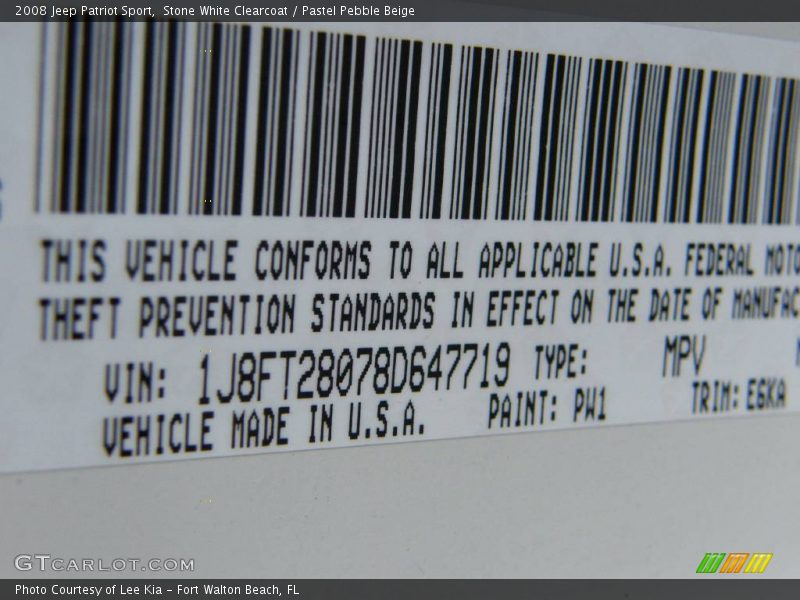 2008 Jeep Patriot Sport, Stone White Clearcoat / Pastel Pebble Beige
THIS VEHICLE CONFORMS TO ALL APPLICABLE U.S.A. FEDERAL MOTO
THEFT PREVENTION STANDARDS IN EFFECT ON THE DATE OF MANUFAC
VIN: 1J8FT28078D647719 TYPE: MPV
VEHICLE MADE IN U.S.A. PAINT: PW1 TRIM: EGKA
GTCARLOT.COM
Photo Courtesy of Lee Kia - Fort Walton Beach, FL